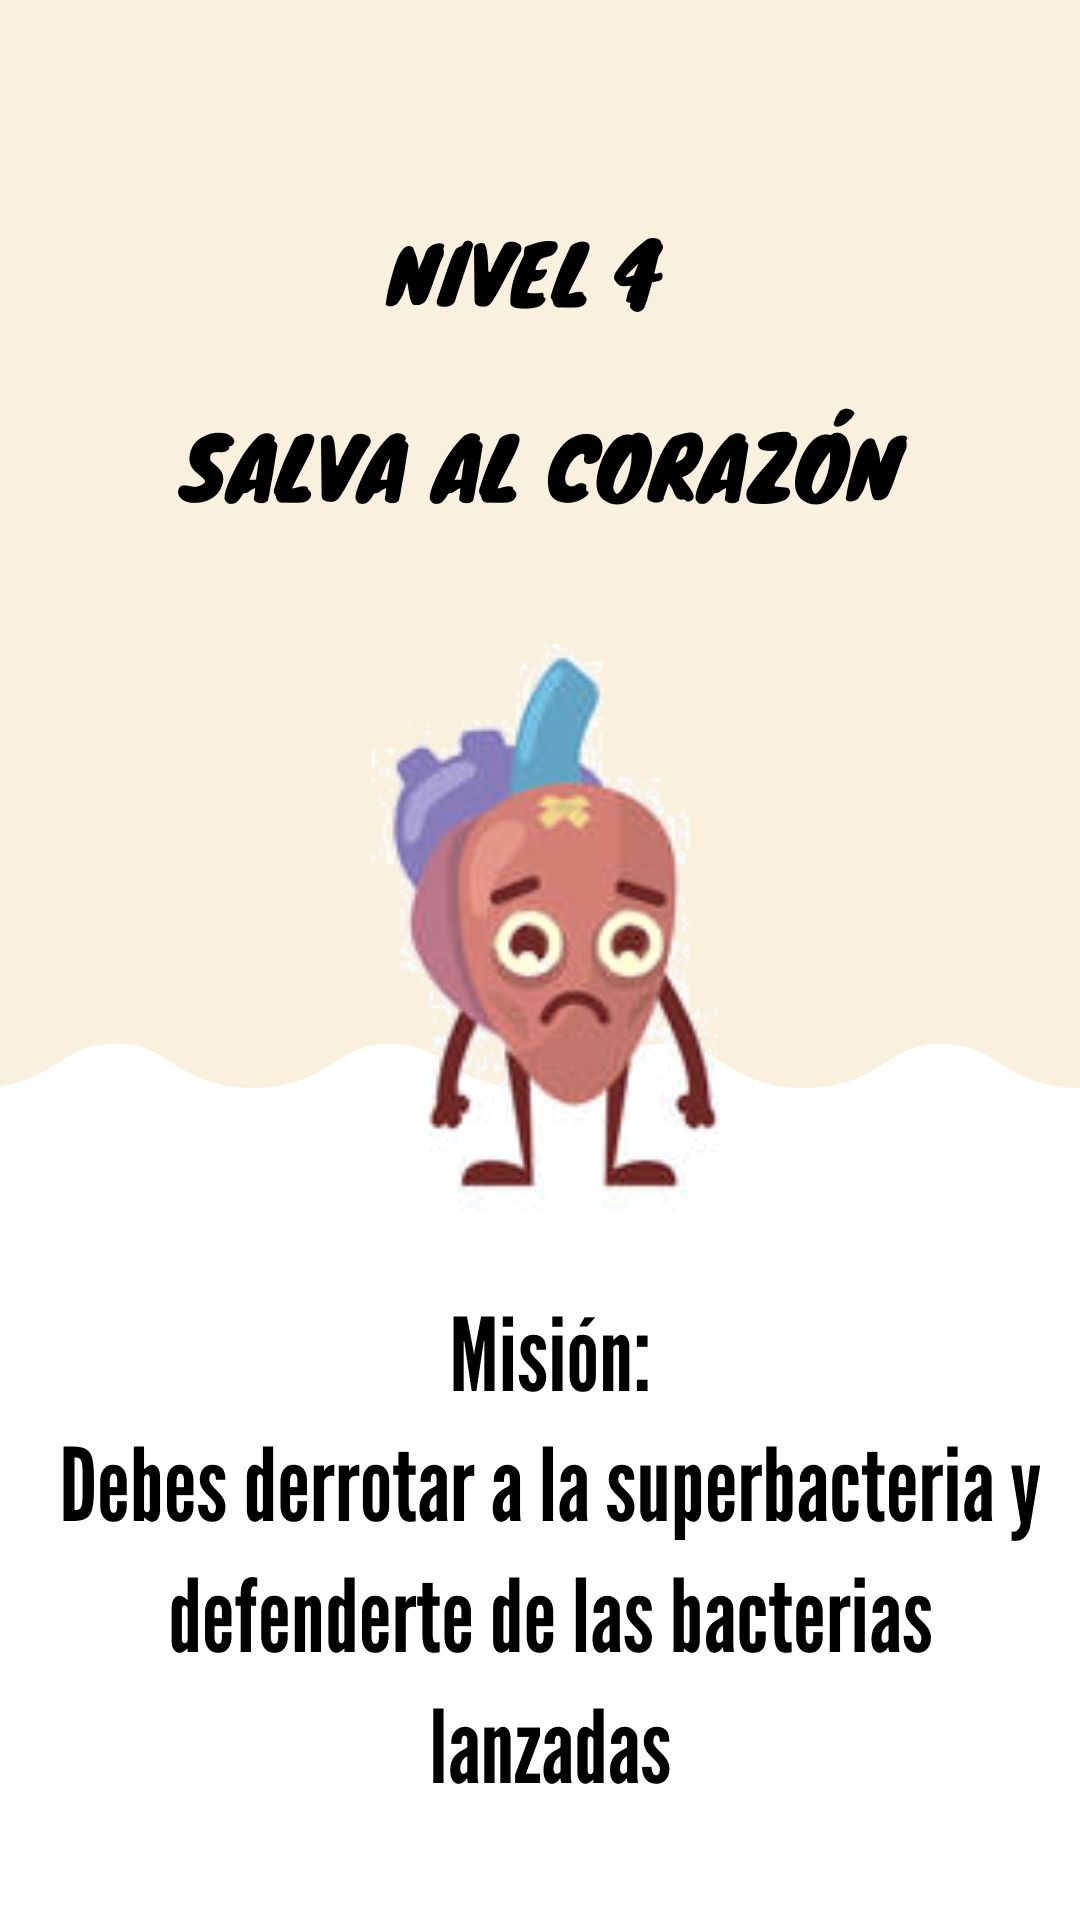 NIVEL 4
SALVA AL CORAZÓN
Misión:
Debes derrotar a la superbacteria y
defenderte de las bacterias
lanzadas